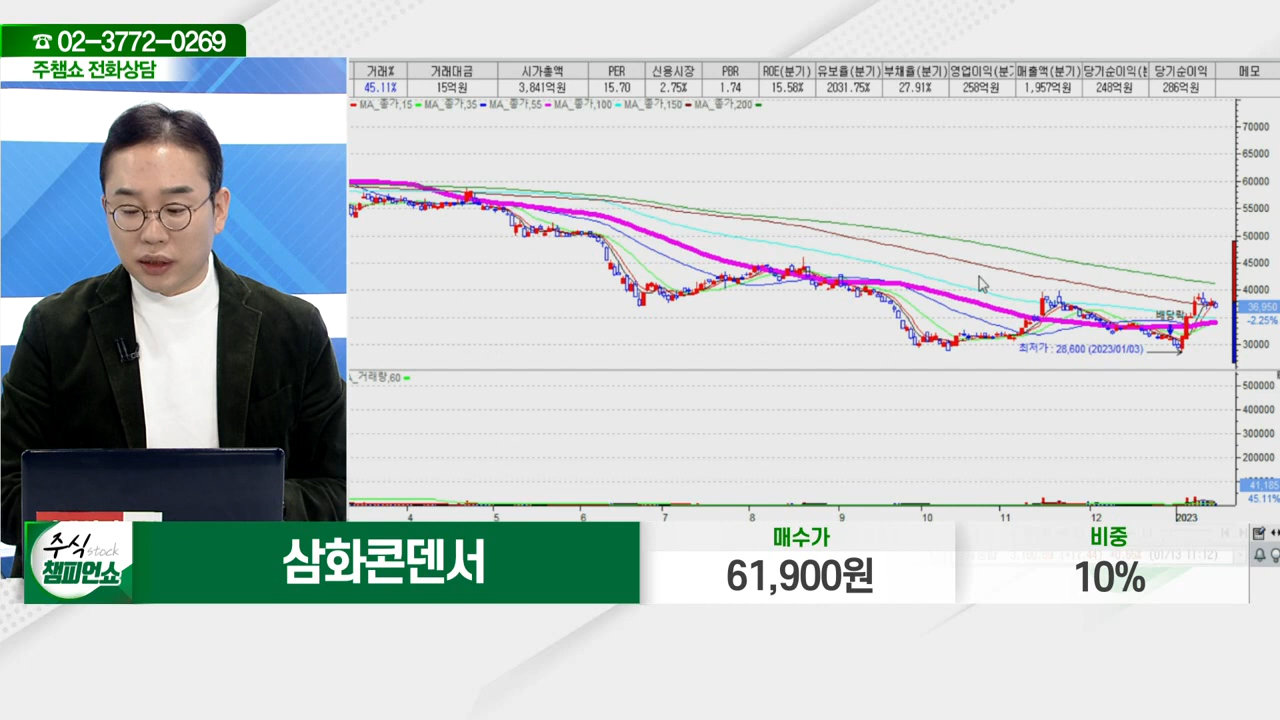 ☎ 02-3772-0269
주챔쇼 전화상담
거래% 거래대금 시가총액 PER 신용시장 PBR ROE(분기) 유보율(분기) 부채율(분기) 영업이익(분기 매출액(분기) 당기순이익(분 당기순이익 메모
45.11% 15억원 3,841억원 15.70 2.75% 1.74 15.58% 2031.75% 27.91% 258억원 1,957억원 248억원 286억원
MA_종가,15 MA_종가,35 MA_종가,55 MA_종가,100 MA_종가,150 MA_종가,200
70000
65000
60000
55000
50000
45000
40000
36,950
-2.25%
30000
배당락
최저가 : 28,600 (2023/01/03)
거래량,60
500000
400000
300000
200000
41,185
45.11%
4 5 6 7 8 9 10 11 12 2023
주식 stock
챔피언쇼
삼화콘덴서
매수가
61,900원
비중
10%